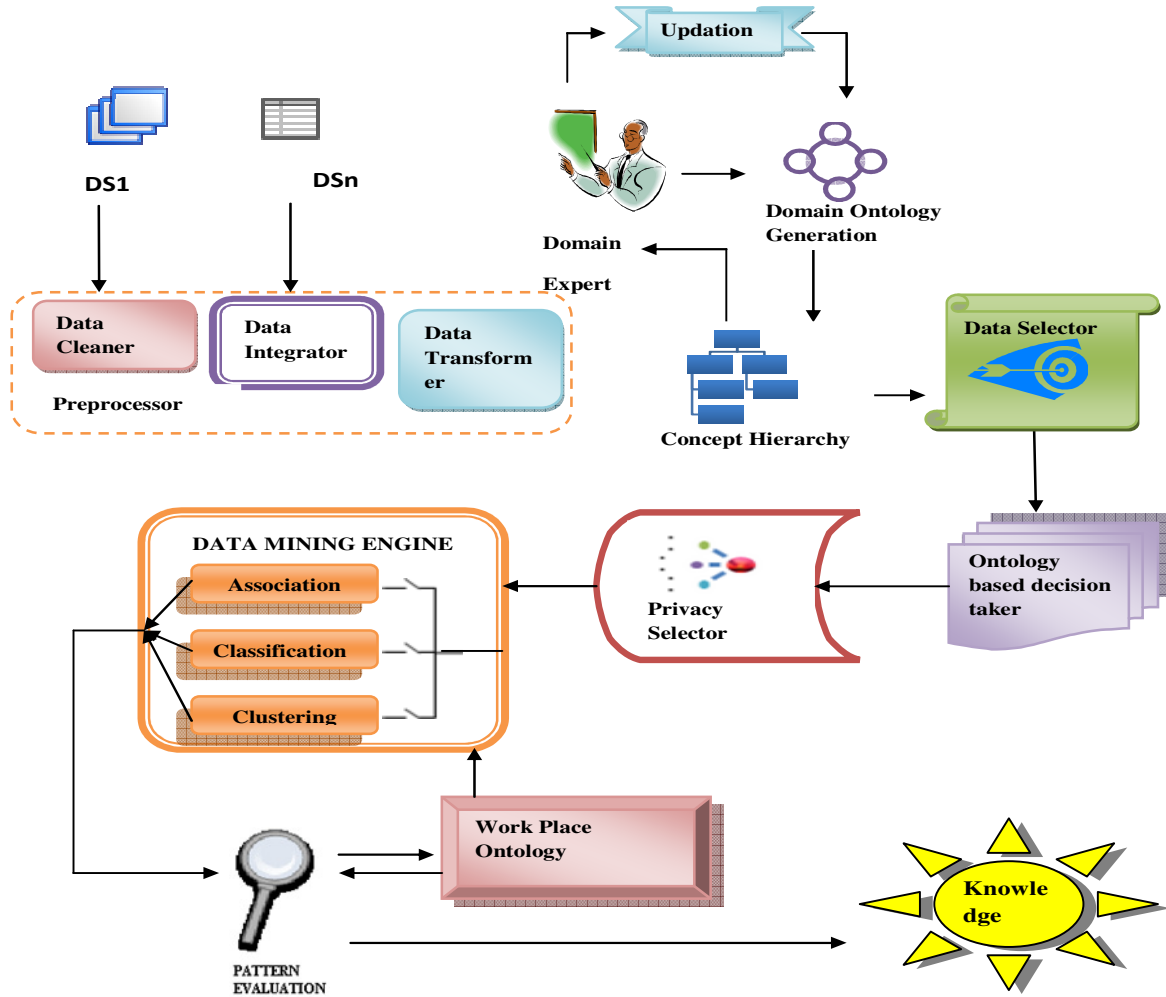 Updation
DS1
DSn
Domain Ontology
Generation
Domain
Expert
Data
Cleaner
Data
Integrator
Data
Transform
er
Preprocessor
Data Selector
Concept Hierarchy
DATA MINING ENGINE
Association
Classification
Clustering
Privacy
Selector
Ontology
based decision
taker
Work Place
Ontology
Knowle
dge
PATTERN
EVALUATION